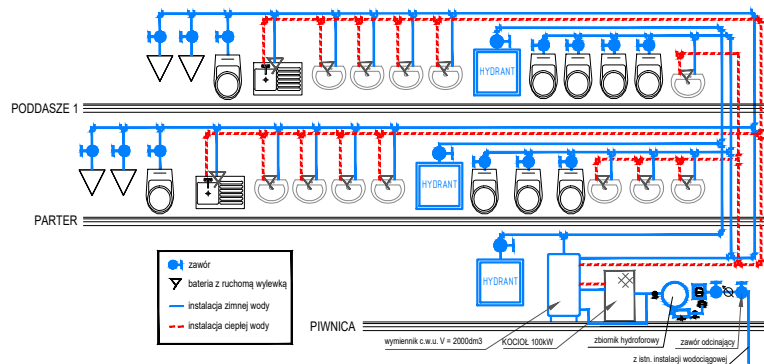 HYDRANT
PODDASZE 1
HYDRANT
PARTER
HYDRANT
zawór
bateria z ruchomą wylewką
instalacja zimnej wody
instalacja ciepłej wody
PIWNICA
wymiennik c.w.u. V = 2000dm3
KOCIOŁ 100kW
zbiornik hydroforowy
zawór odcinający
z istn. instalacji wodociągowej